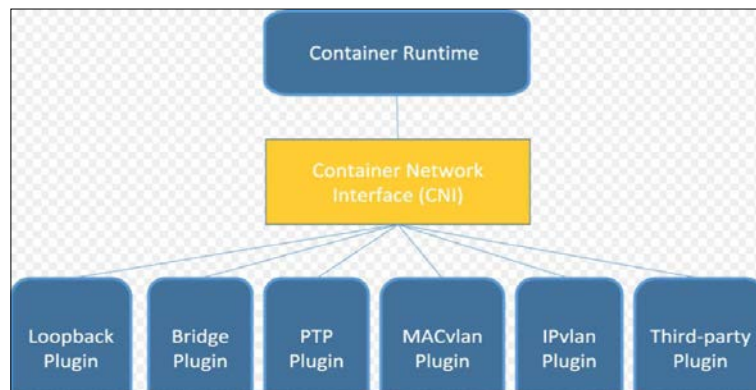 Container Runtime
Container Network
Interface (CNI)
Loopback
Plugin
Bridge
Plugin
PTP
Plugin
MACvlan
Plugin
IPvlan
Plugin
Third-party
Plugin